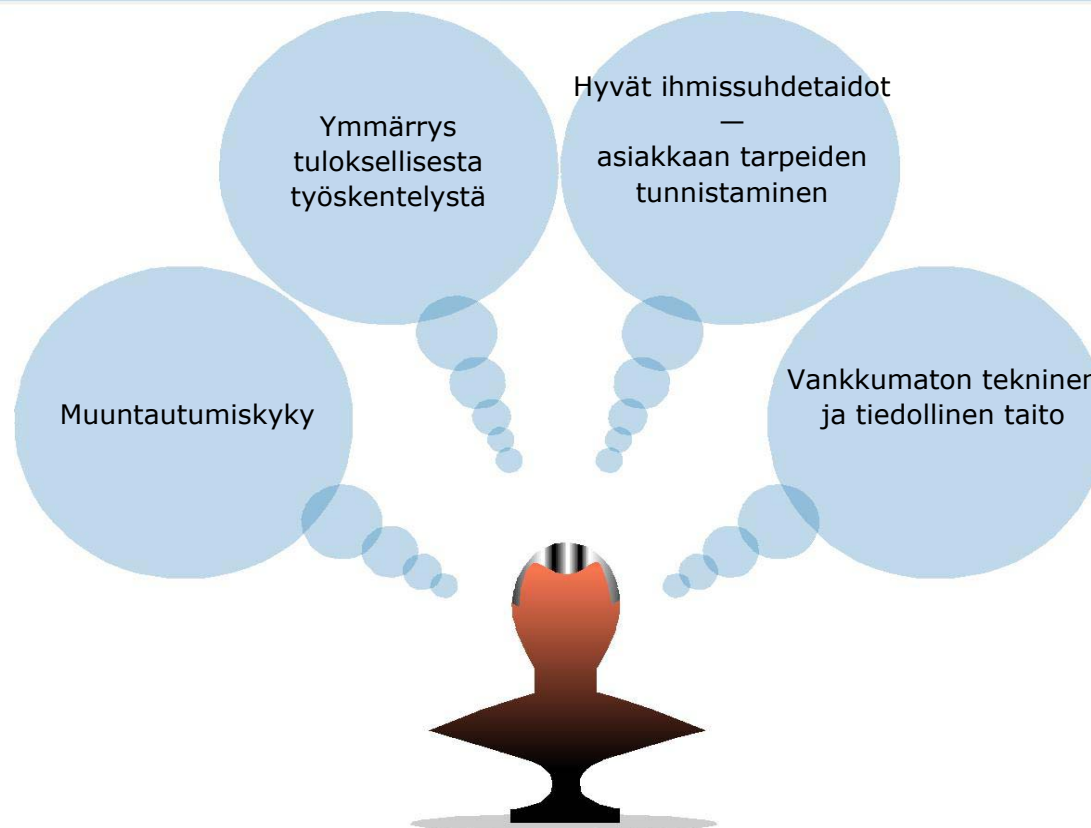 Ymmärrys
tuloksellisesta
työskentelystä
Hyvät ihmissuhdetaidot
—
asiakkaan tarpeiden
tunnistaminen
Muuntautumiskyky
Vankkumaton tekninen
ja tiedollinen taito